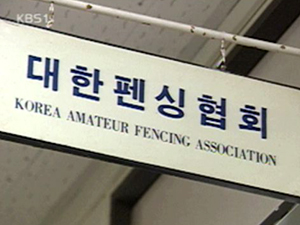 KBS1
대한펜싱협회
KOREA AMATEUR FENCING ASSOCIATION